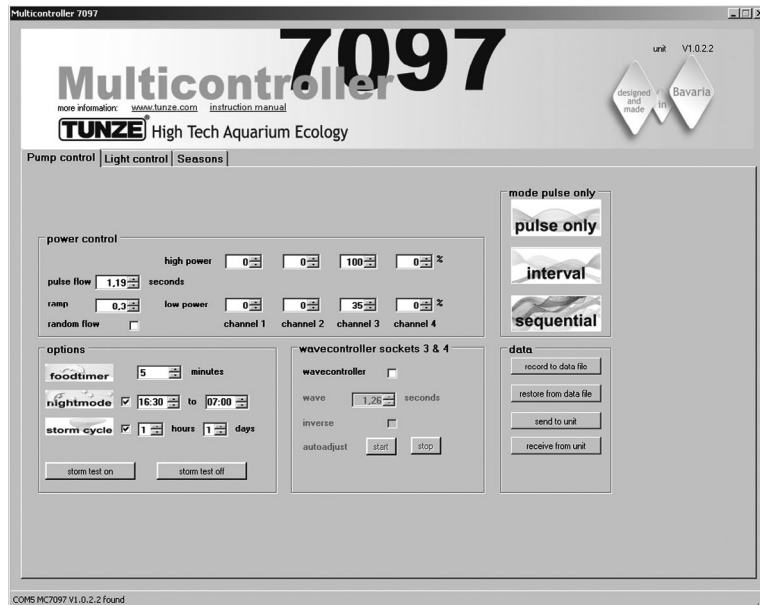 Multicontroller 7097
7097
Multicontroller
unit V1.0.2.2
more information: www.tunze.com instruction manual
designed and made in Bavaria
TUNZE® High Tech Aquarium Ecology
Pump control Light control Seasons
mode pulse only
pulse only
interval
sequential
power control
high power 0 0 100 0 %
pulse flow 1,19 seconds
ramp 0,3 low power 0 0 35 0 %
random flow channel 1 channel 2 channel 3 channel 4
options
foodtimer 5 minutes
nightmode 16:30 to 07:00
storm cycle 1 hours 1 days
storm test on storm test off
wavecontroller sockets 3 & 4
wavecontroller
wave 1,26 seconds
inverse
autoadjust start stop
data
record to data file
restore from data file
send to unit
receive from unit
COM5 MC7097 V1.0.2.2 found